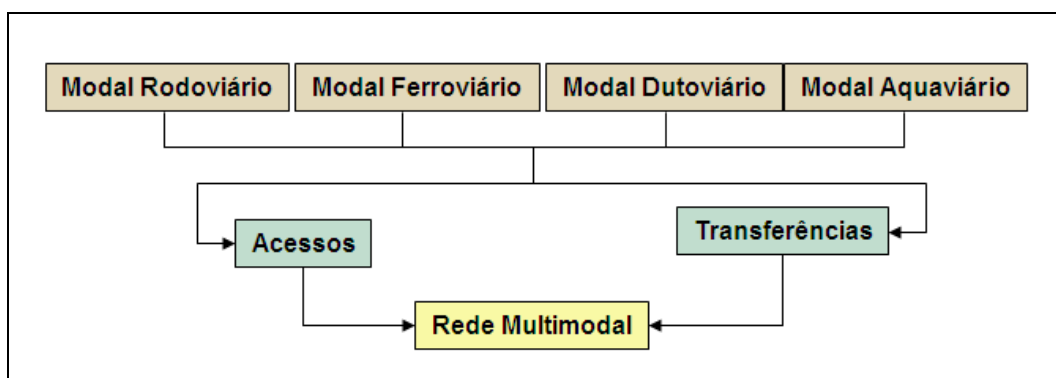 Modal Rodoviário
Modal Ferroviário
Modal Dutoviário
Modal Aquaviário
Acessos
Transferências
Rede Multimodal